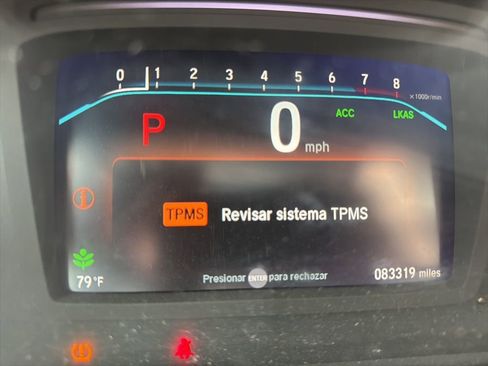 0 1 2 3 4 5 6 7 8
×1000r/min
P 0 mph
ACC LKAS
TPMS Revisar sistema TPMS
79°F
Presionar ENTER para rechazar
083319 miles